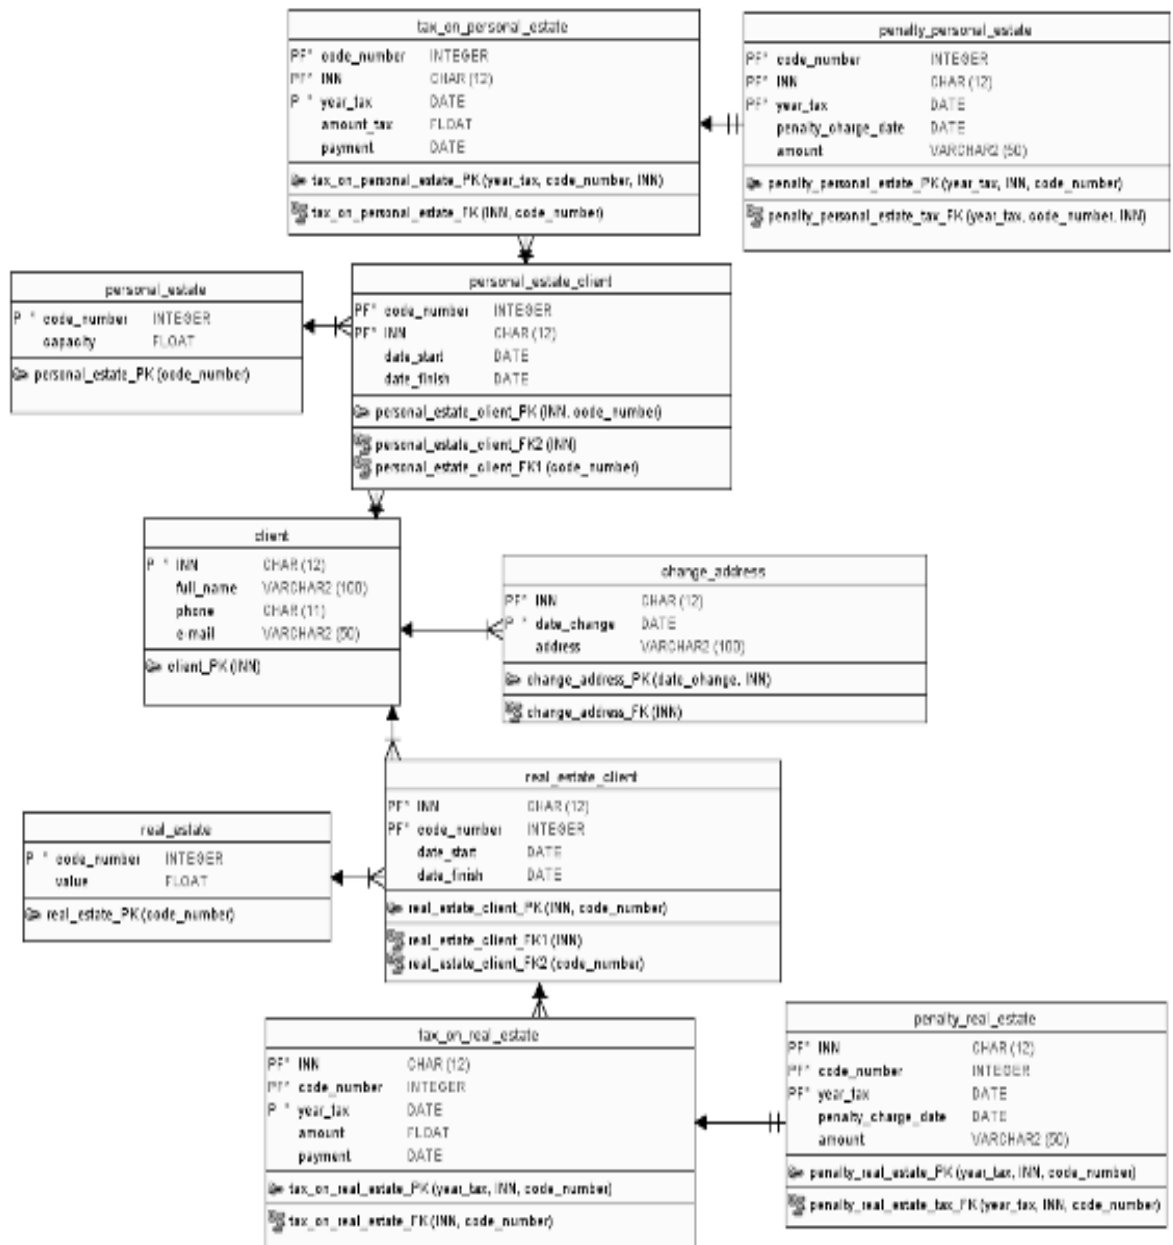 tax_on_personal_estate
PF* code_number INTEGER
PF* INN CHAR (12)
P * year_tax DATE
amount_tax FLOAT
payment DATE
tax_on_personal_estate_PK (year_tax, code_number, INN)
tax_on_personal_estate_FK (INN, code_number)
penalty_personal_estate
PF* code_number INTEGER
PF* INN CHAR (12)
PF* year_tax DATE
penalty_charge_date DATE
amount VARCHAR2 (50)
penalty_personal_estate_PK (year_tax, INN, code_number)
penalty_personal_estate_tax_FK (year_tax, code_number, INN)
personal_estate
P * code_number INTEGER
capacity FLOAT
personal_estate_PK (code_number)
personal_estate_client
PF* code_number INTEGER
PF* INN CHAR (12)
date_start DATE
date_finish DATE
personal_estate_client_PK (INN, code_number)
personal_estate_client_FK2 (INN)
personal_estate_client_FK1 (code_number)
client
P * INN CHAR (12)
full_name VARCHAR2 (100)
phone CHAR (11)
e-mail VARCHAR2 (50)
client_PK (INN)
change_address
PF* INN CHAR (12)
P * date_change DATE
address VARCHAR2 (100)
change_address_PK (date_change, INN)
change_address_FK (INN)
real_estate_client
PF* INN CHAR (12)
PF* code_number INTEGER
date_start DATE
date_finish DATE
real_estate_client_PK (INN, code_number)
real_estate_client_FK1 (INN)
real_estate_client_FK2 (code_number)
real_estate
P * code_number INTEGER
value FLOAT
real_estate_PK (code_number)
tax_on_real_estate
PF* INN CHAR (12)
PF* code_number INTEGER
P * year_tax DATE
amount FLOAT
payment DATE
tax_on_real_estate_PK (year_tax, INN, code_number)
tax_on_real_estate_FK (INN, code_number)
penalty_real_estate
PF* INN CHAR (12)
PF* code_number INTEGER
PF* year_tax DATE
penalty_charge_date DATE
amount VARCHAR2 (50)
penalty_real_estate_PK (year_tax, INN, code_number)
penalty_real_estate_tax_FK (year_tax, INN, code_number)